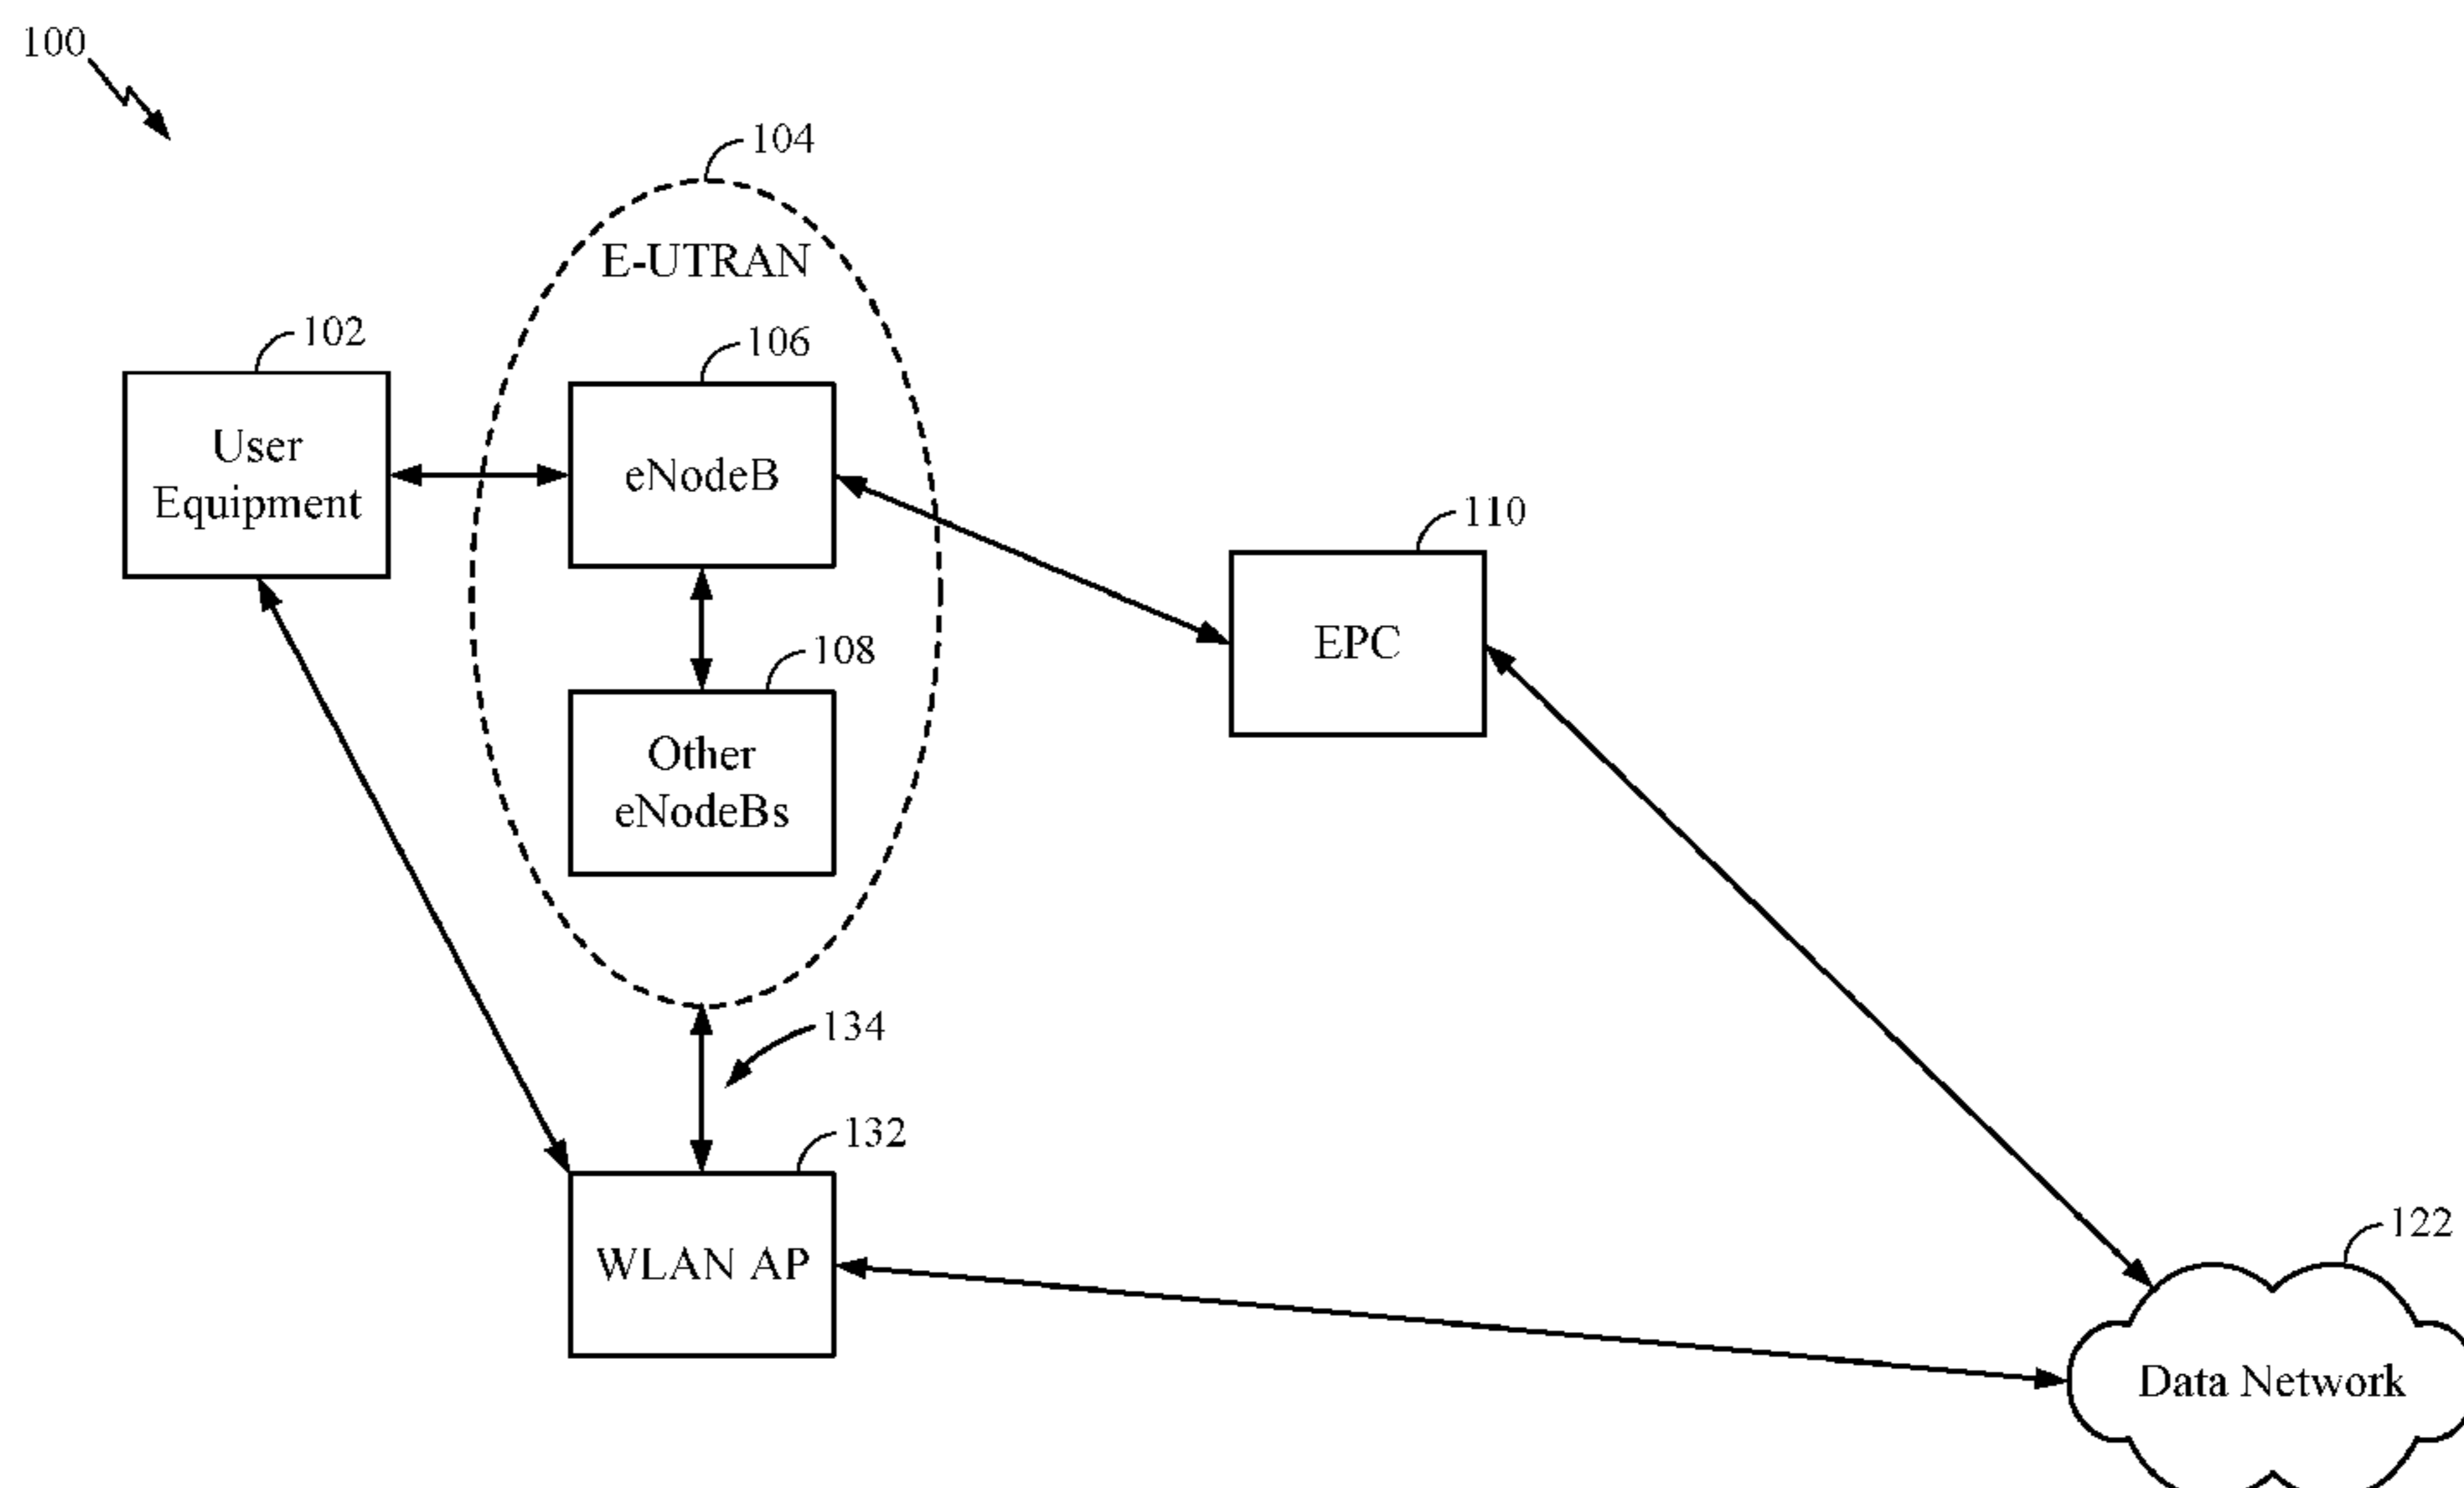 100
104
E-UTRAN
102
106
User
Equipment
eNodeB
110
EPC
108
Other
eNodeBs
134
132
WLAN AP
122
Data Network